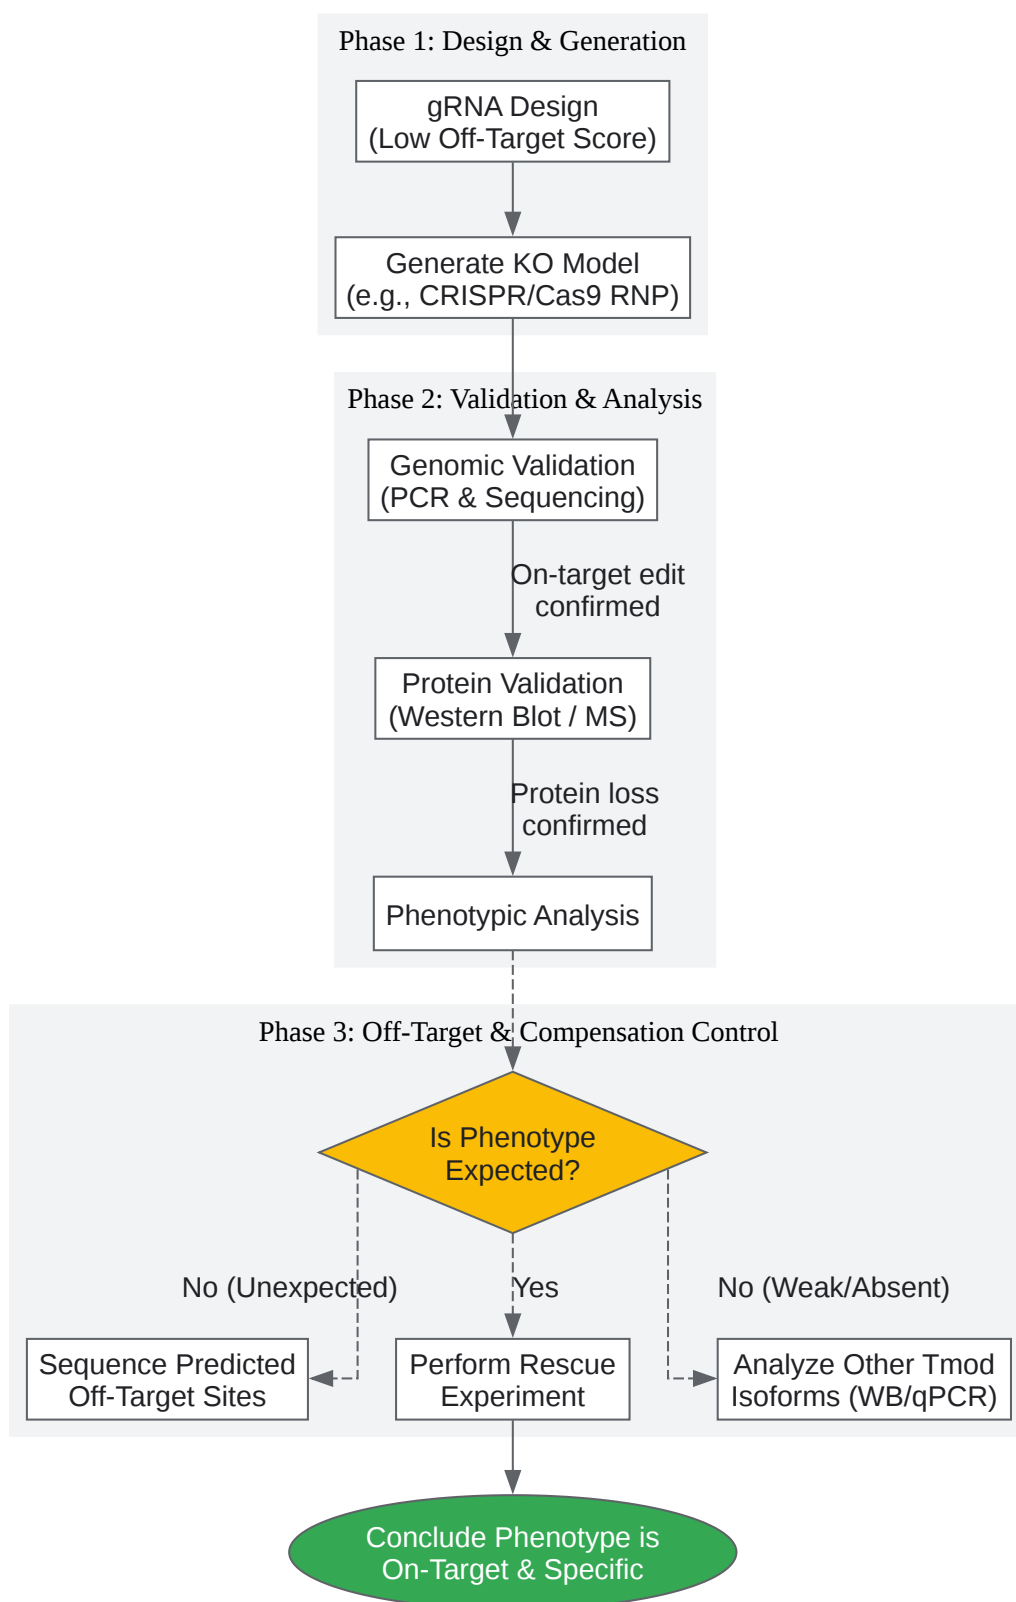 Phase 1: Design & Generation
gRNA Design
(Low Off-Target Score)
Generate KO Model
(e.g., CRISPR/Cas9 RNP)
Phase 2: Validation & Analysis
Genomic Validation
(PCR & Sequencing)
On-target edit
confirmed
Protein Validation
(Western Blot / MS)
Protein loss
confirmed
Phenotypic Analysis
Phase 3: Off-Target & Compensation Control
Is Phenotype
Expected?
No (Unexpected)
Yes
No (Weak/Absent)
Sequence Predicted
Off-Target Sites
Perform Rescue
Experiment
Analyze Other Tmod
Isoforms (WB/qPCR)
Conclude Phenotype is
On-Target & Specific